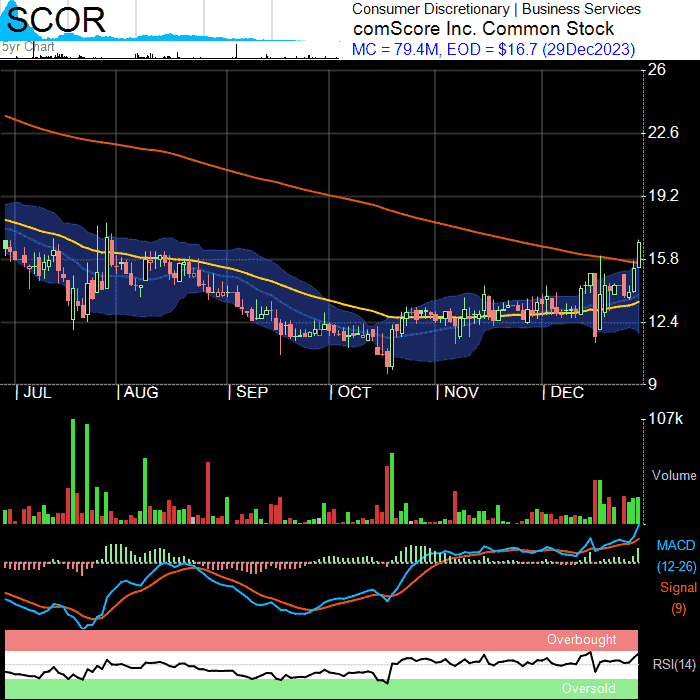 SCOR
5yr Chart
Consumer Discretionary | Business Services
comScore Inc. Common Stock
MC = 79.4M, EOD = $16.7 (29Dec2023)
26
22.6
19.2
15.8
12.4
9
JUL
AUG
SEP
OCT
NOV
DEC
107k
Volume
MACD
(12-26)
Signal
(9)
Overbought
RSI(14)
Oversold